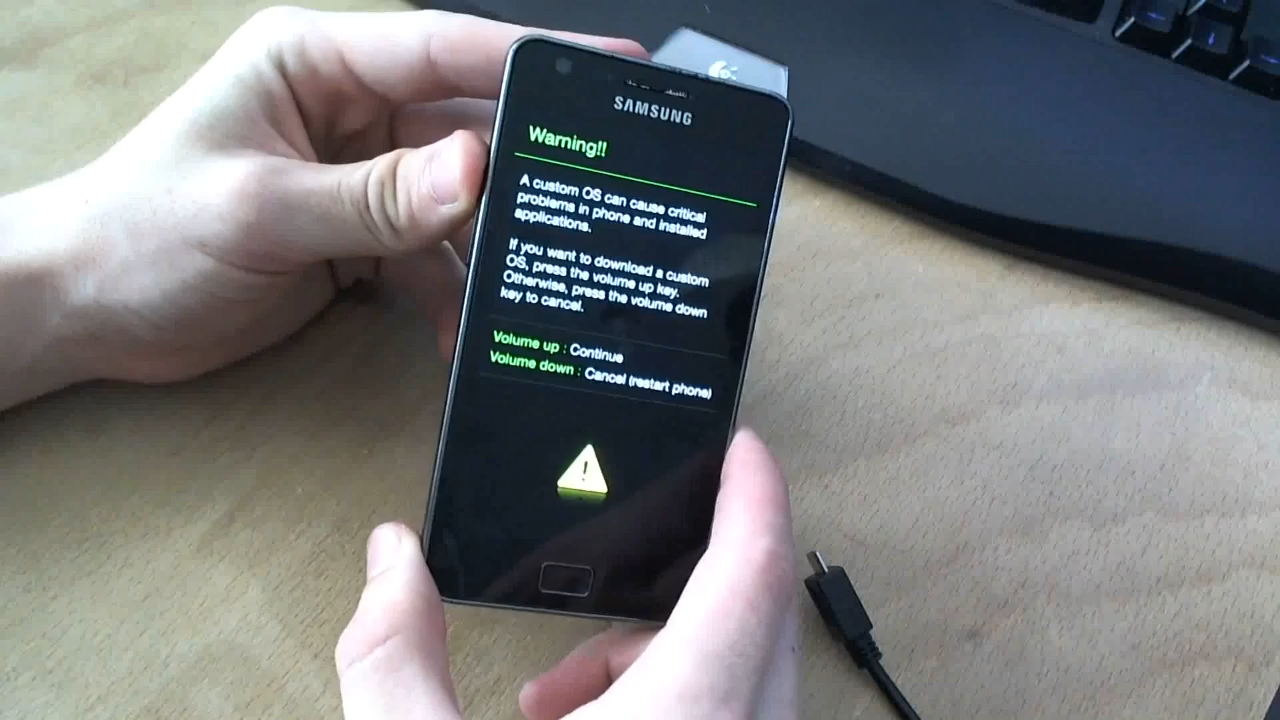 SAMSUNG
Warning!!
A custom OS can cause critical
problems in phone and installed
applications.
If you want to download a custom
OS, press the volume up key.
Otherwise, press the volume down
key to cancel.
Volume up : Continue
Volume down : Cancel (restart phone)